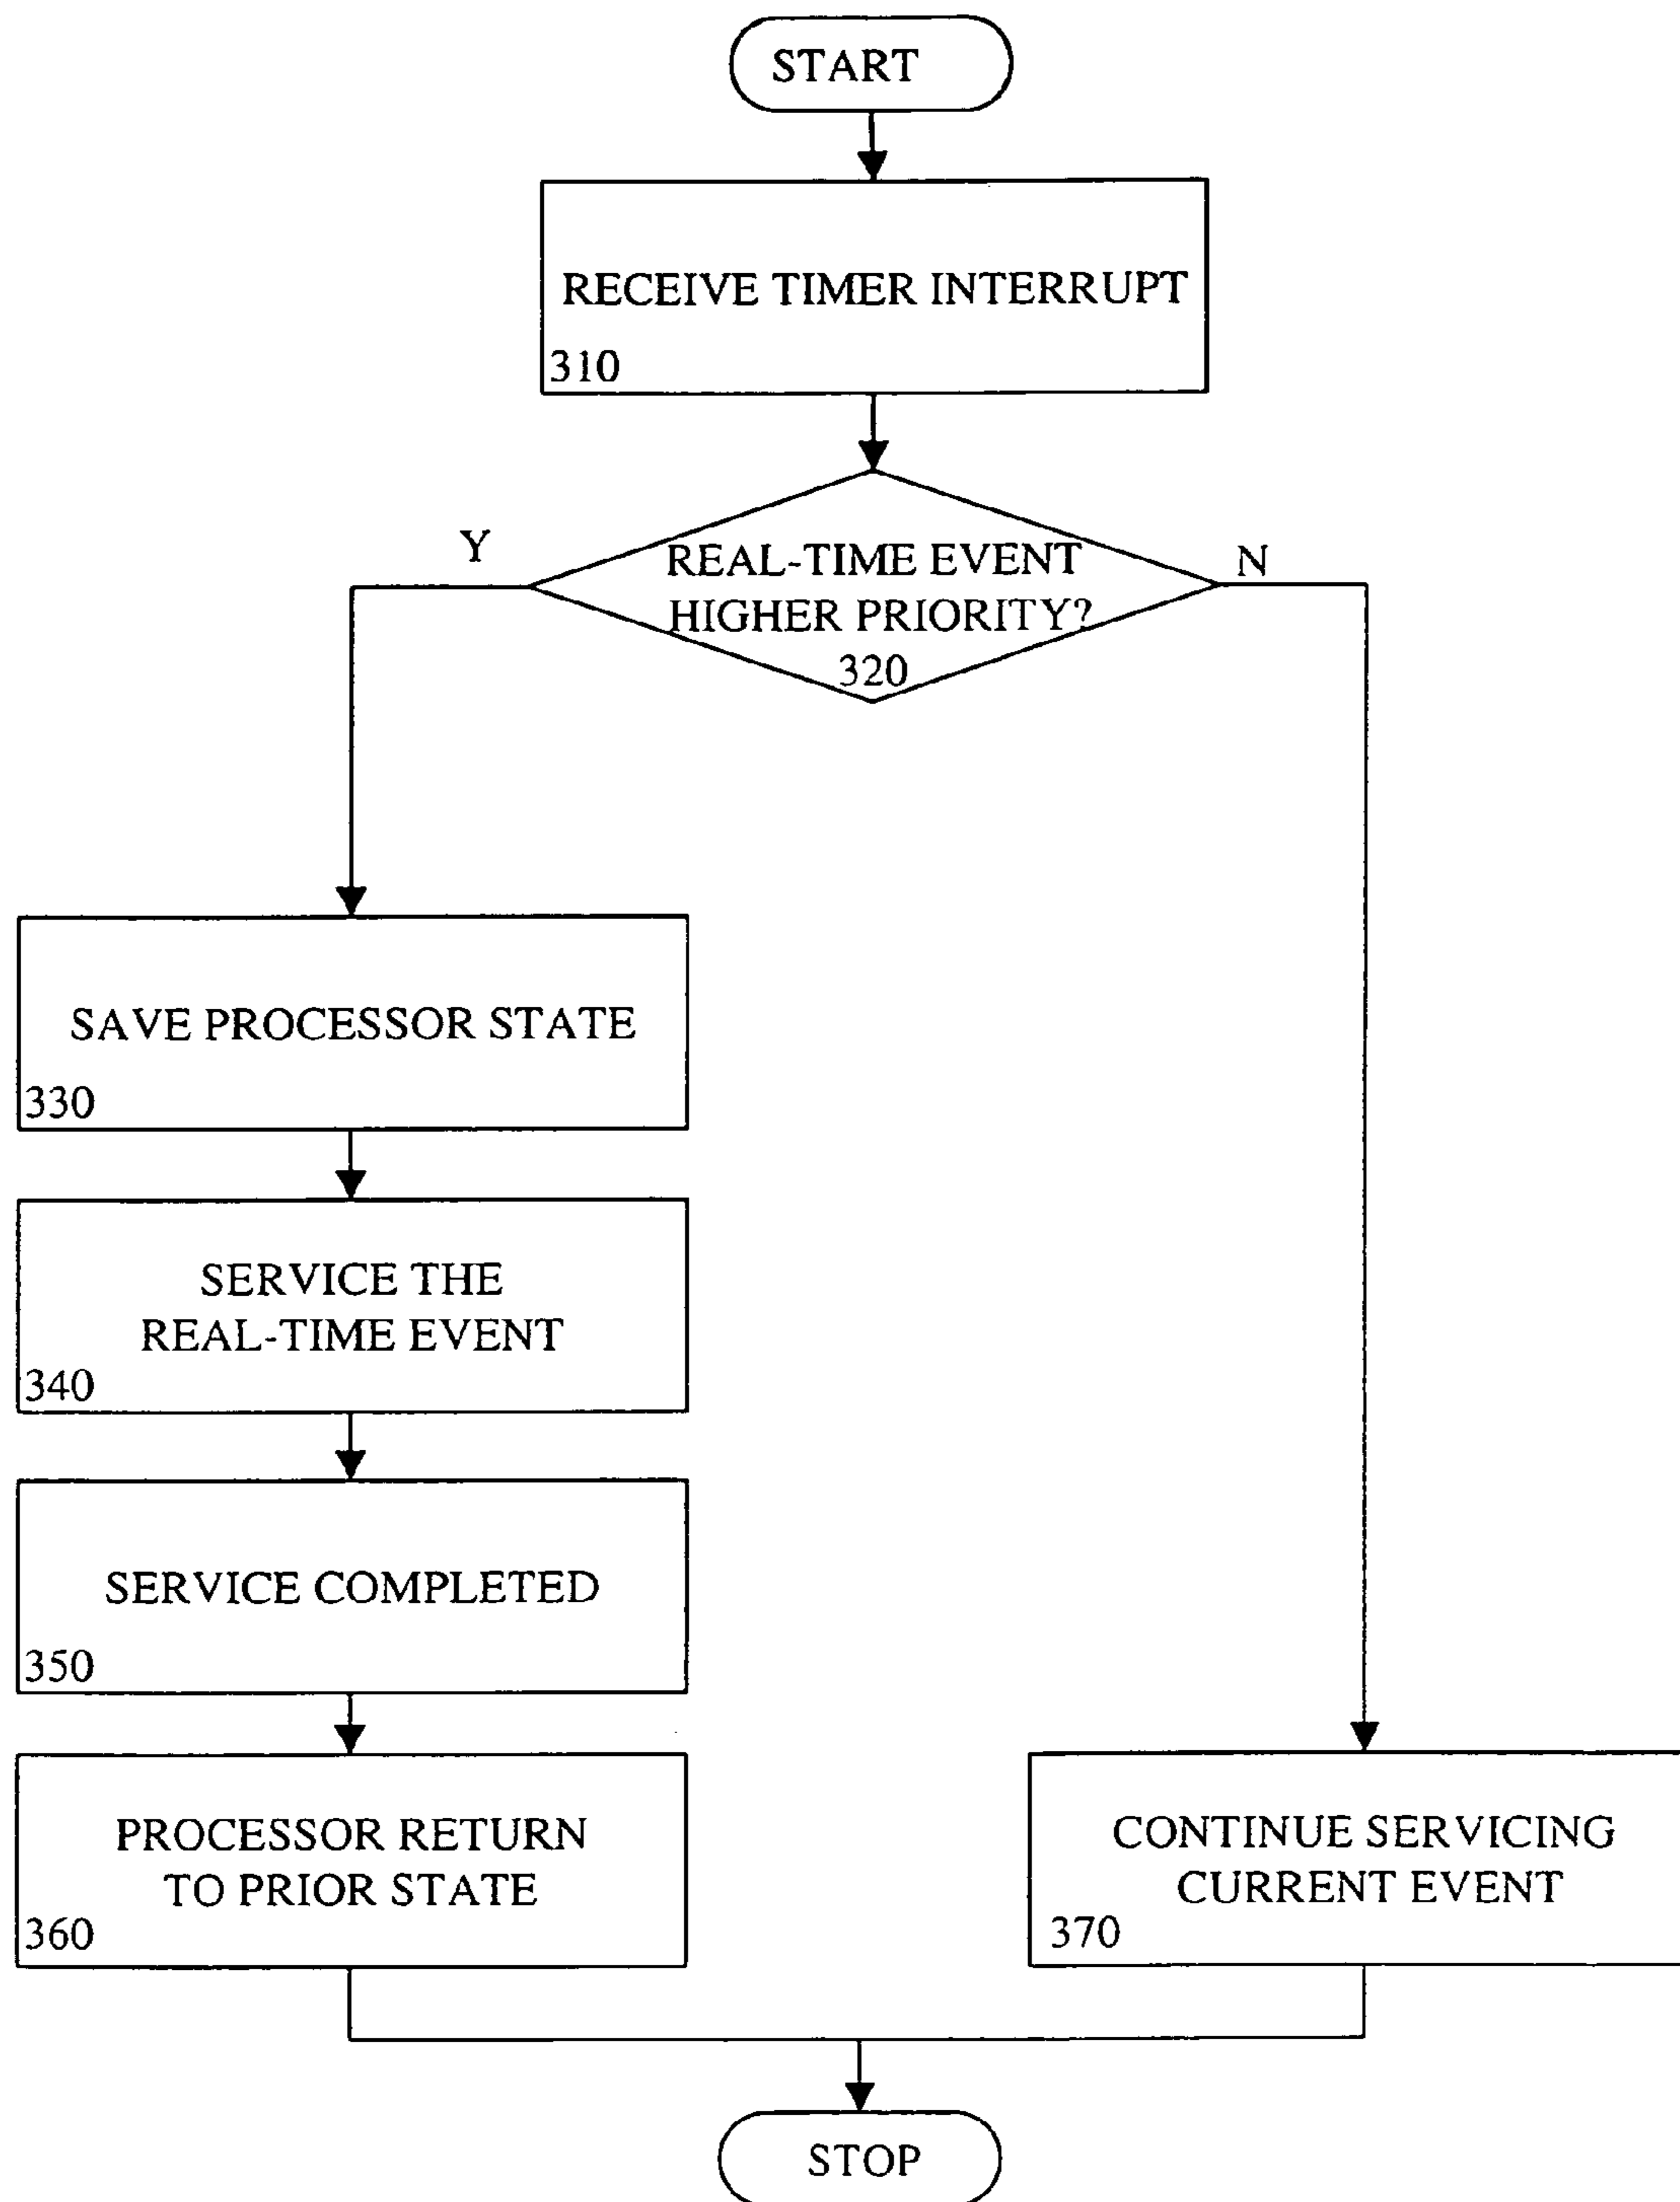 START
RECEIVE TIMER INTERRUPT
310
Y
REAL-TIME EVENT
N
HIGHER PRIORITY?
320
SAVE PROCESSOR STATE
330
SERVICE THE
REAL-TIME EVENT
340
SERVICE COMPLETED
350
PROCESSOR RETURN
TO PRIOR STATE
360
CONTINUE SERVICING
CURRENT EVENT
370
STOP